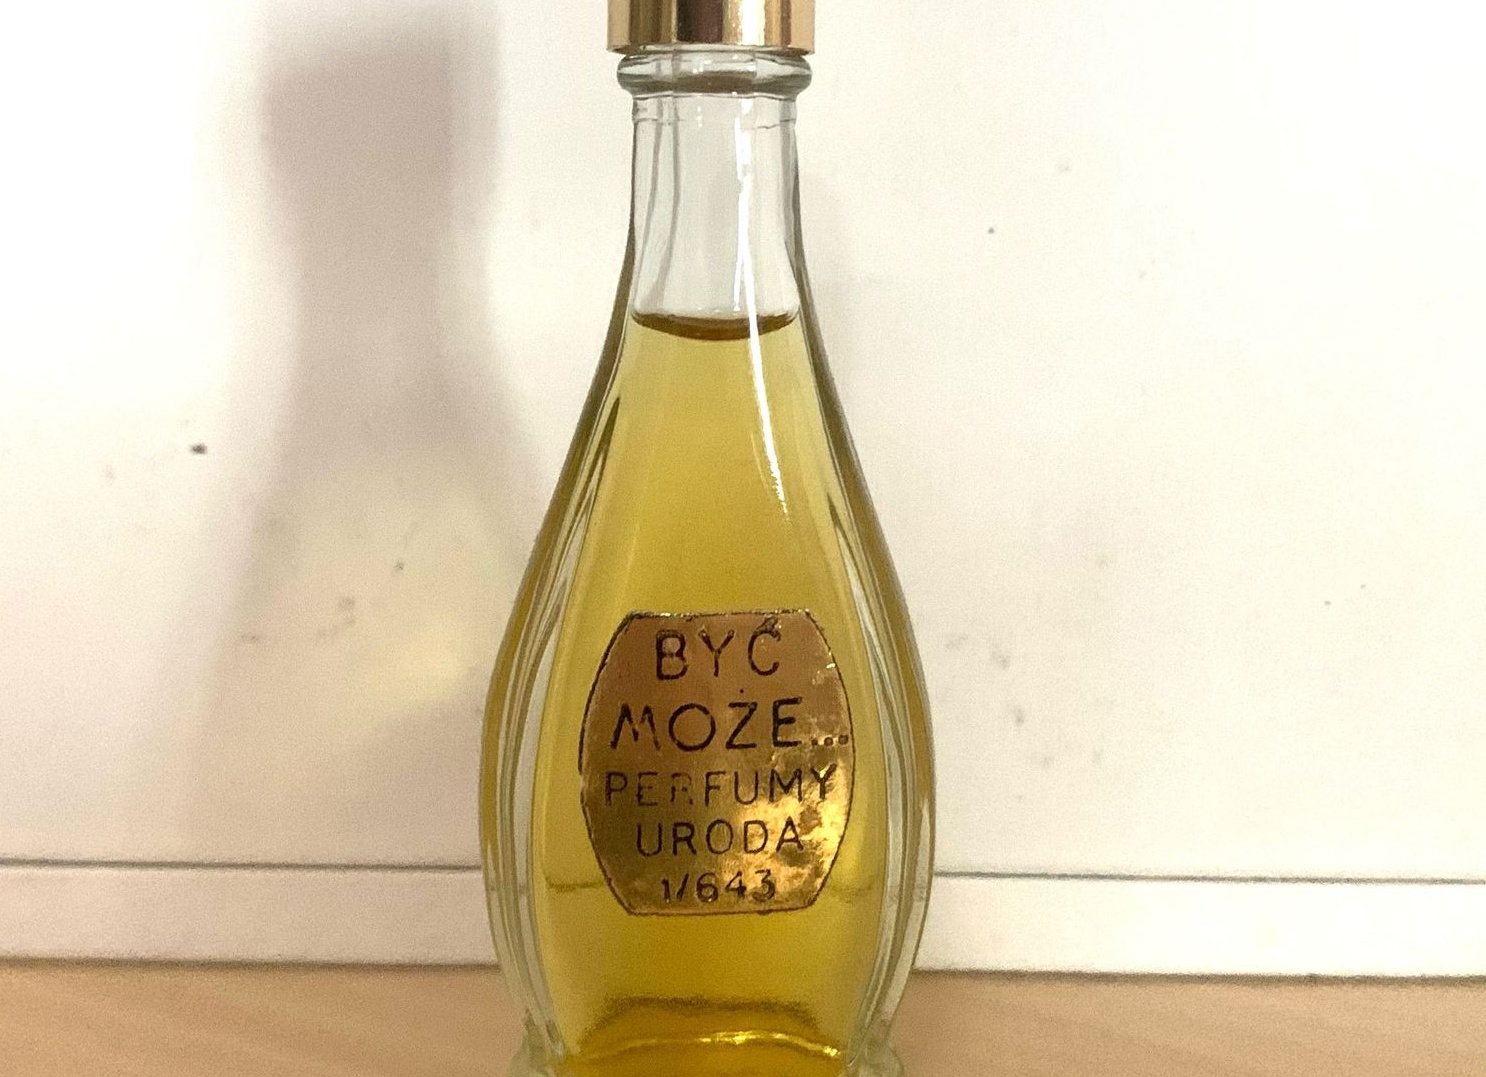 BYĆ
MOŻE...
PERFUMY
URODA
1/643